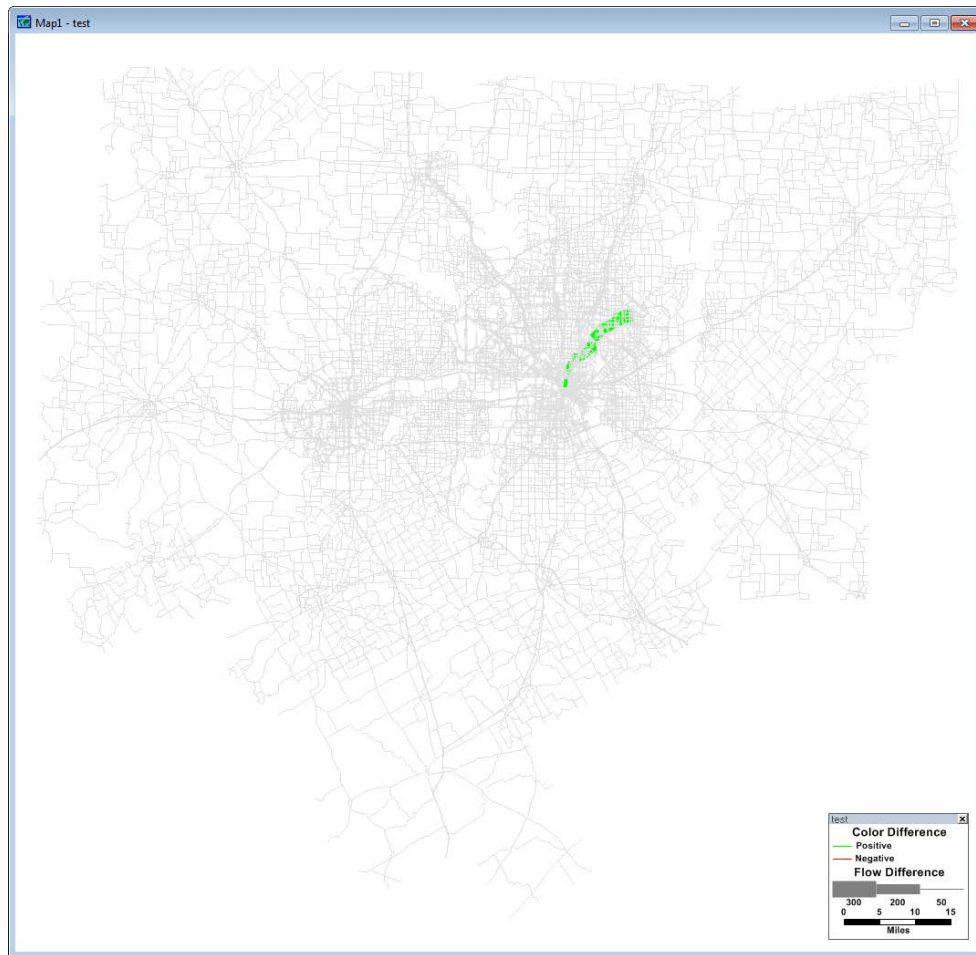 Map1 - test
test
Color Difference
Positive
Negative
Flow Difference
300 200 50
0 5 10 15
Miles